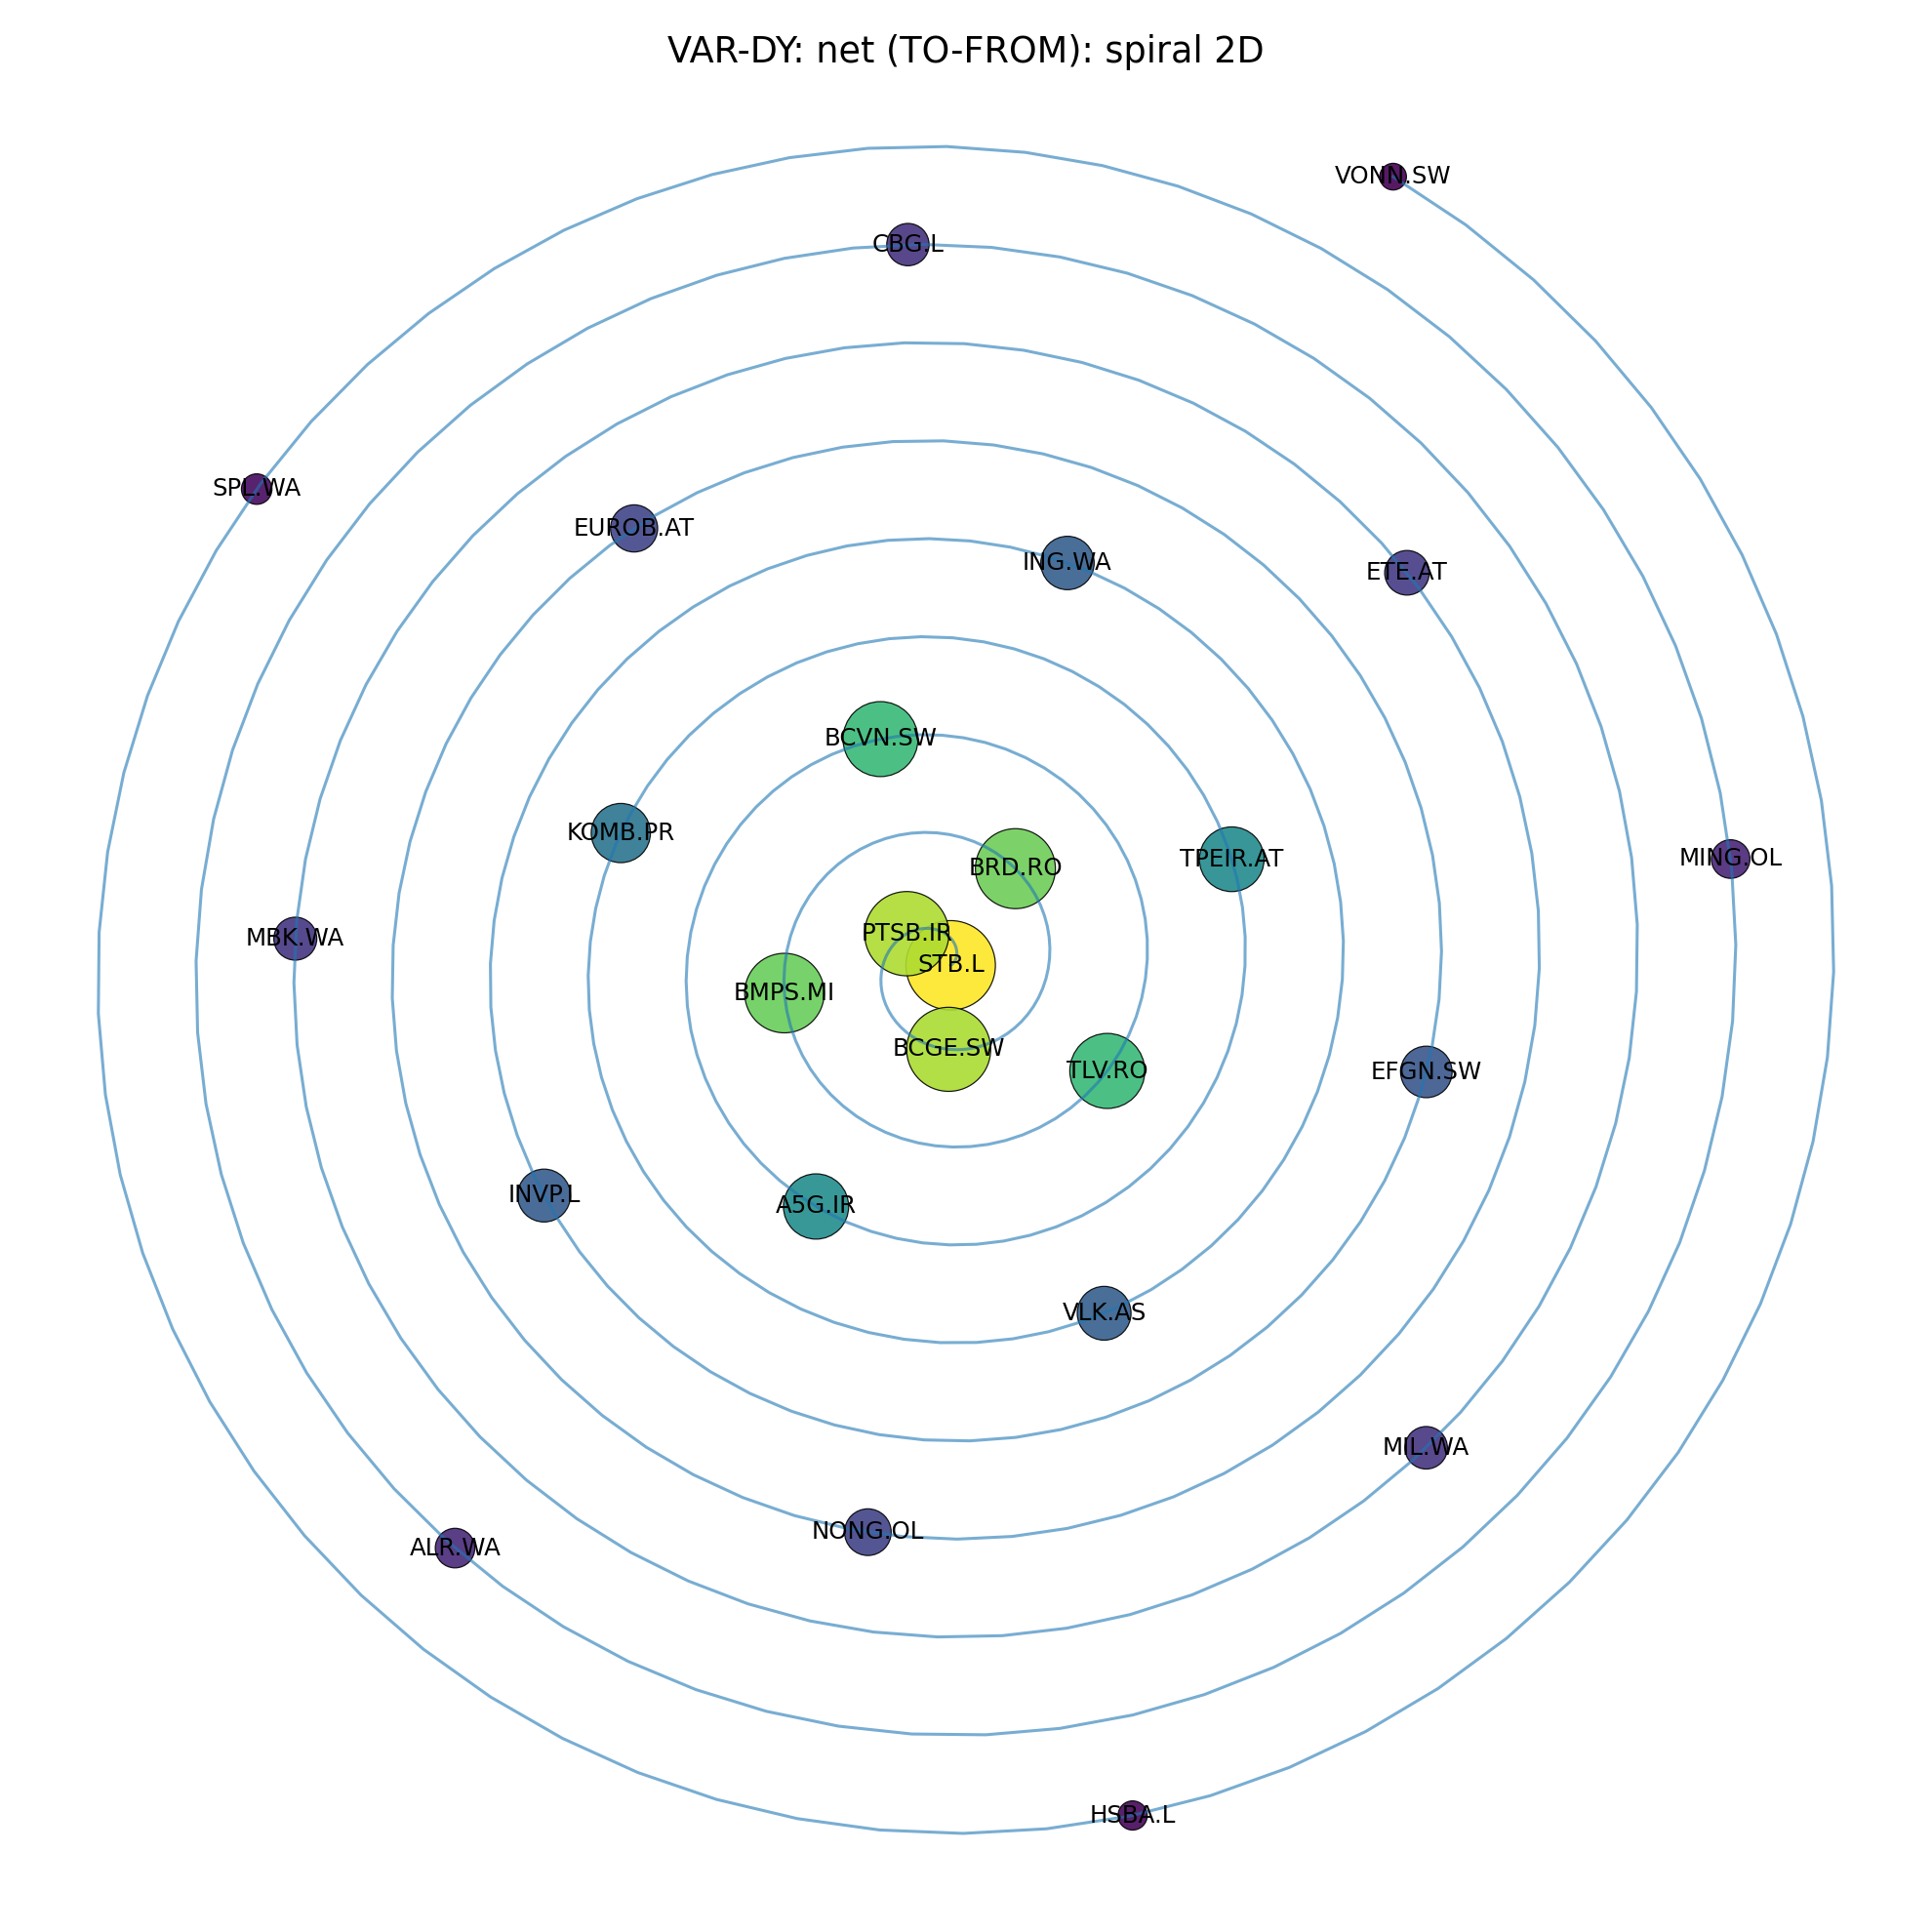 VAR-DY: net (TO-FROM): spiral 2D
VONN.SW
CBG.L
SPL.WA
EUROB.AT
ING.WA
ETE.AT
BCVN.SW
KOMB.PR
TPEIR.AT
MING.OL
BRD.RO
PTSB.IR
MBK.WA
STB.L
BMPS.MI
BCGE.SW
TLV.RO
EFGN.SW
INVP.L
A5G.IR
VLK.AS
MIL.WA
NONG.OL
ALR.WA
HSBA.L